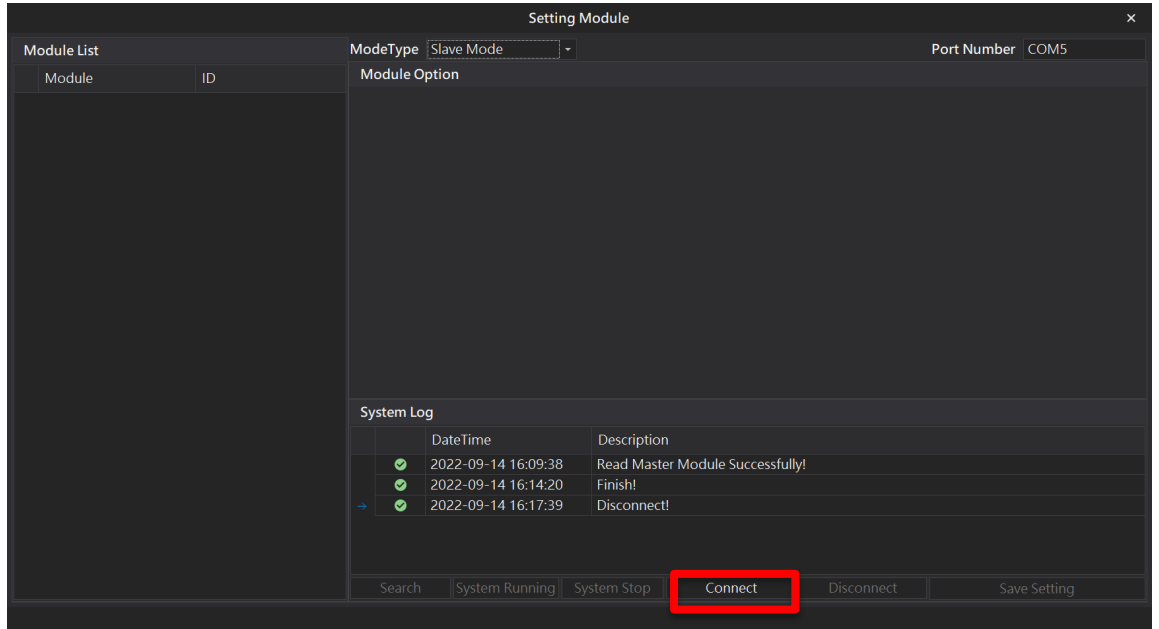 Setting Module
Module List
Module ID
ModeType Slave Mode
Port Number COM5
Module Option
System Log
DateTime Description
2022-09-14 16:09:38 Read Master Module Successfully!
2022-09-14 16:14:20 Finish!
2022-09-14 16:17:39 Disconnect!
Search System Running System Stop Connect Disconnect Save Setting